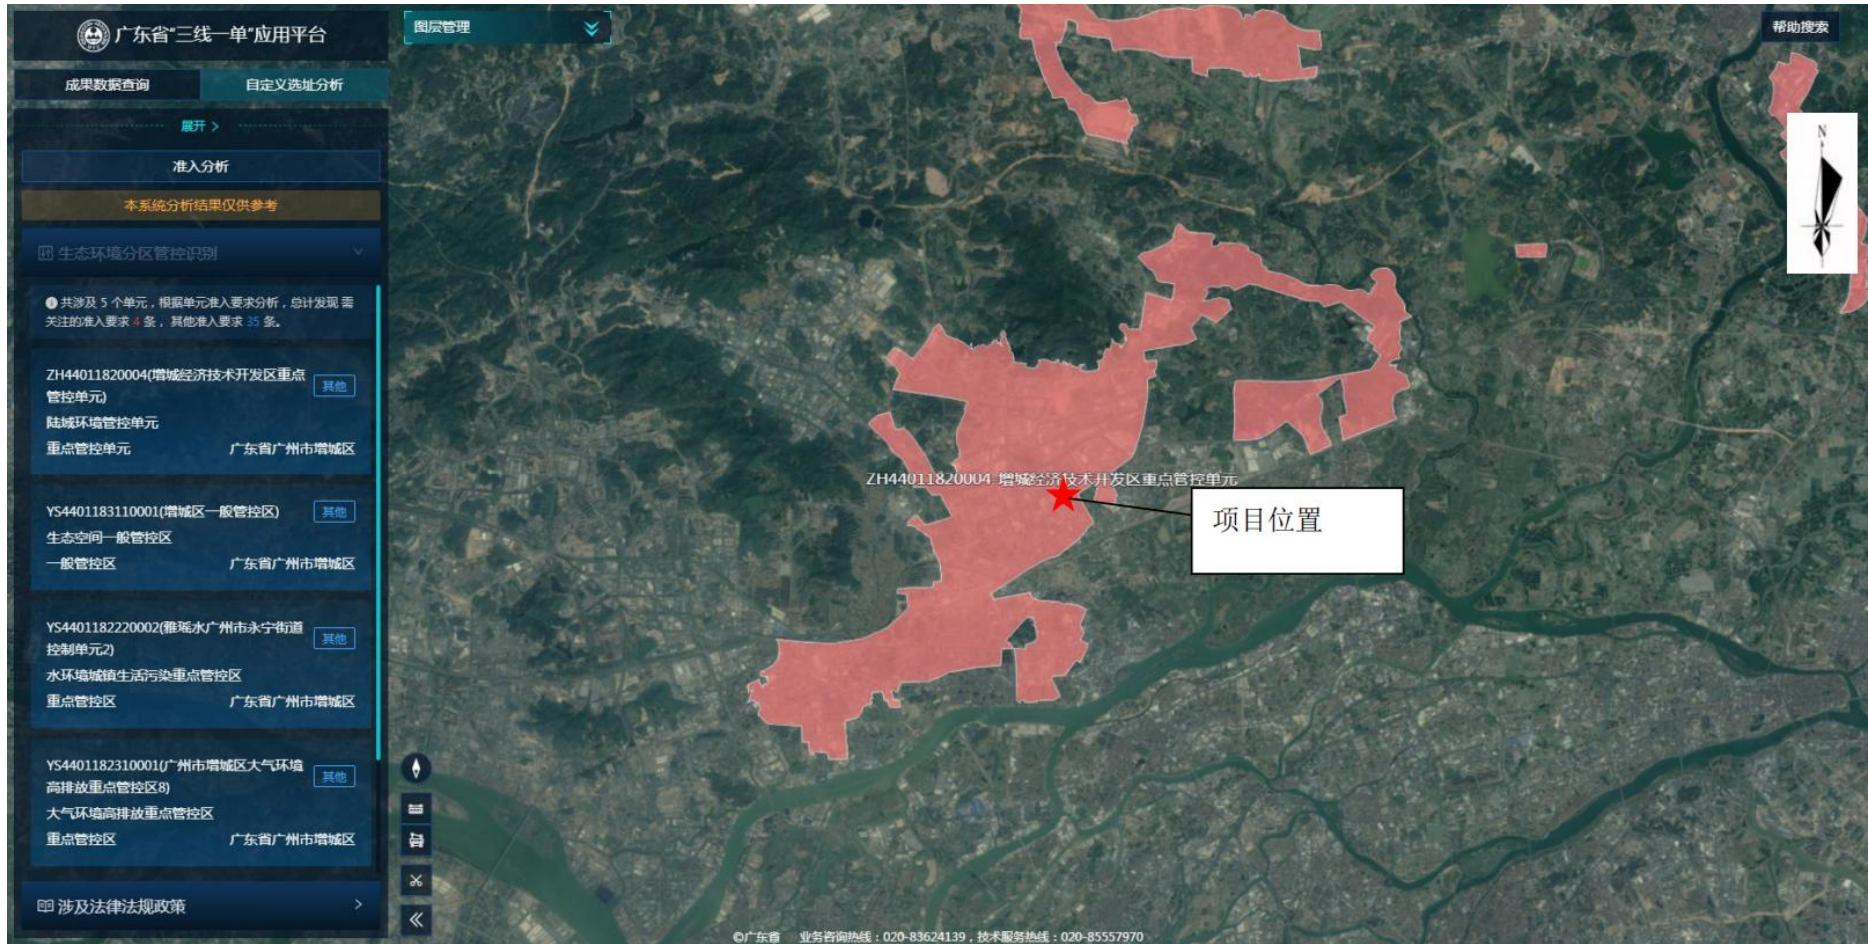 广东省“三线一单”应用平台
成果数据查询
自定义选址分析
展开 >
准入分析
本系统分析结果仅供参考
生态环境分区管控识别
共涉及 5 个单元，根据单元准入要求分析，总计发现 需
关注的准入要求 4 条， 其他准入要求 35 条。
ZH44011820004(增城经济技术开发区重点
管控单元)
其他
陆域环境管控单元
重点管控单元
广东省广州市增城区
YS4401183110001(增城区一般管控区)
其他
生态空间一般管控区
一般管控区
广东省广州市增城区
YS4401182220002(雅瑶水广州市永宁街道
控制单元2)
其他
水环境城镇生活污染重点管控区
重点管控区
广东省广州市增城区
YS4401182310001(广州市增城区大气环境
高排放重点管控区8)
其他
大气环境高排放重点管控区
重点管控区
广东省广州市增城区
涉及法律法规政策
图层管理
帮助搜索
N
ZH44011820004 增城经济技术开发区重点管控单元
项目位置
©广东省 业务咨询热线：020-83624139，技术服务热线：020-85557970